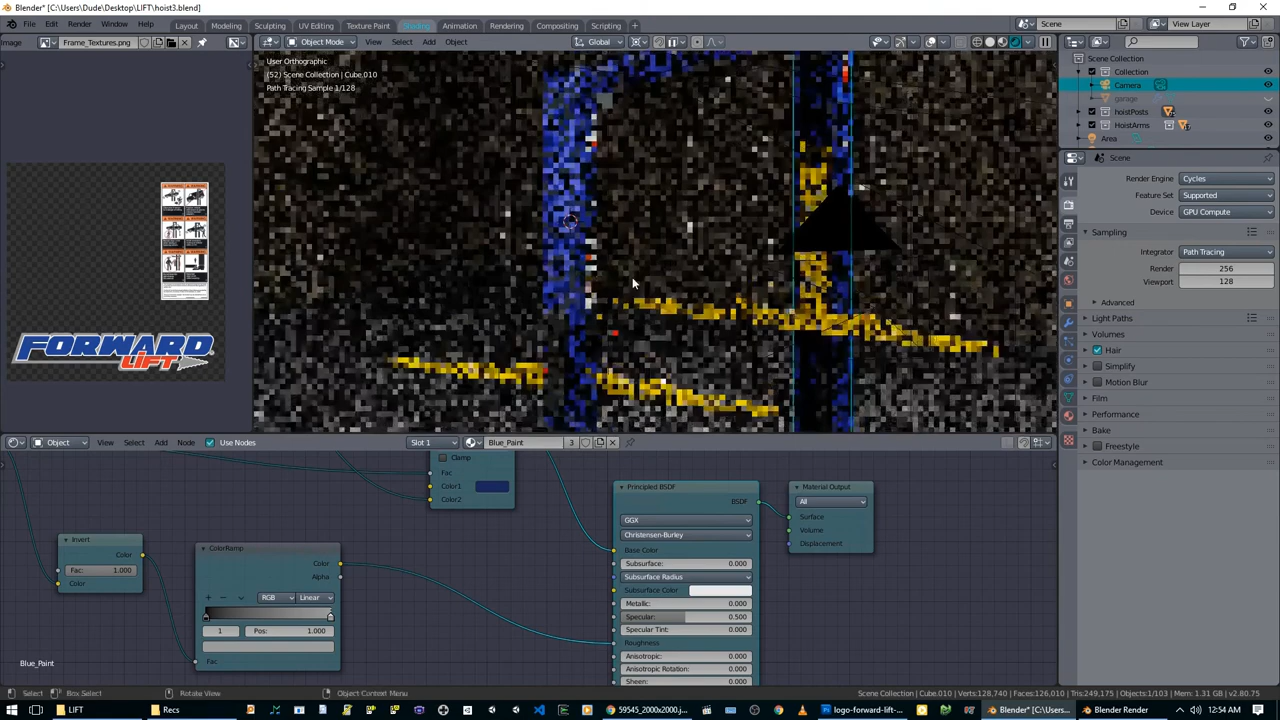 Blender* [C:\Users\Dude\Desktop\LIFT\hoist3.blend]
File Edit Render Window Help Layout Modeling Sculpting UV Editing Texture Paint Shading Animation Rendering Compositing Scripting Scene View Layer
Image Frame_Textures.png Object Mode View Select Add Object Global
User Orthographic
(52) Scene Collection | Cube.010
Path Tracing Sample 1/128
Scene Collection
Collection
Camera
garage
hoistPosts
HoistArms
Area
Scene
Render Engine Cycles
Feature Set Supported
Device GPU Compute
Sampling
Integrator Path Tracing
Render 256
Viewport 128
Advanced
Light Paths
Volumes
Hair
Simplify
Motion Blur
Film
Performance
Bake
Freestyle
Color Management
FORWARD
LIFT
Object View Select Add Node Use Nodes Slot 1 Blue_Paint 3
Clamp
Fac
Color1
Color2
Invert
Color
Fac: 1.000
Color
ColorRamp
Color
Alpha
RGB Linear
1 Pos: 1.000
Fac
Principled BSDF
BSDF
GGX
Christensen-Burley
Base Color
Subsurface: 0.000
Subsurface Radius
Subsurface Color
Metallic: 0.000
Specular: 0.500
Specular Tint: 0.000
Roughness
Anisotropic: 0.000
Anisotropic Rotation: 0.000
Sheen: 0.000
Material Output
All
Surface
Volume
Displacement
Blue_Paint
Select Box Select Rotate View Object Context Menu Scene Collection | Cube.010 | Verts:128,740 | Faces:126,010 | Tris:249,175 | Objects:1/103 | Mem: 1.31 GB | v2.80.75
LIFT Recs 59545_2000x2000.j... logo-forward-lift-... Blender* [C:\Users... Blender Render 12:54 AM